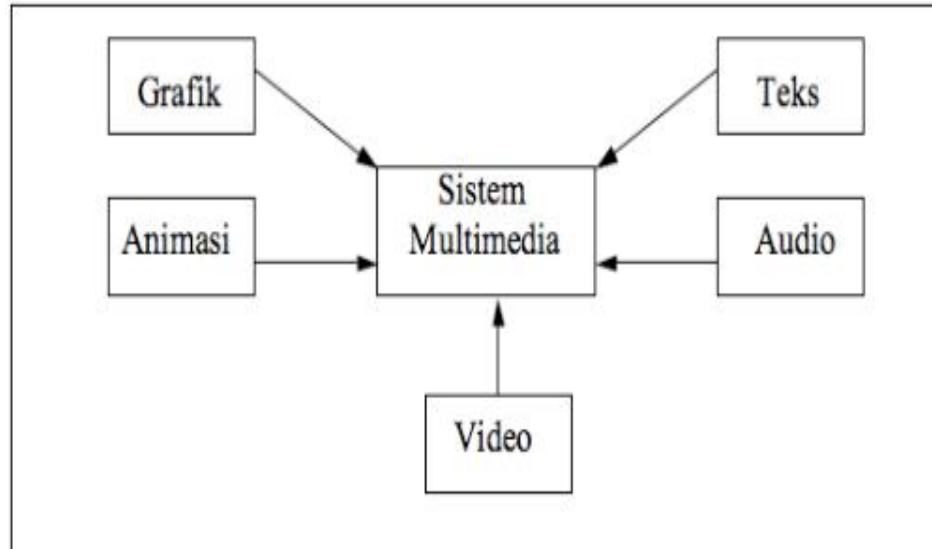 Grafik
Teks
Sistem
Multimedia
Animasi
Audio
Video